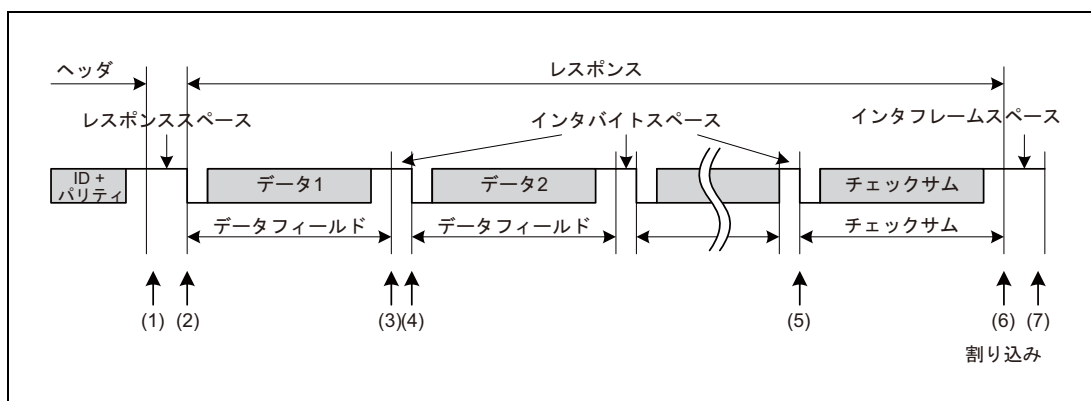 ヘッダ
レスポンス
レスポンススペース
インタバイトスペース
インタフレームスペース
ID +
パリティ
データ1
データ2
チェックサム
データフィールド
データフィールド
チェックサム
(1) (2) (3)(4) (5) (6) (7)
割り込み